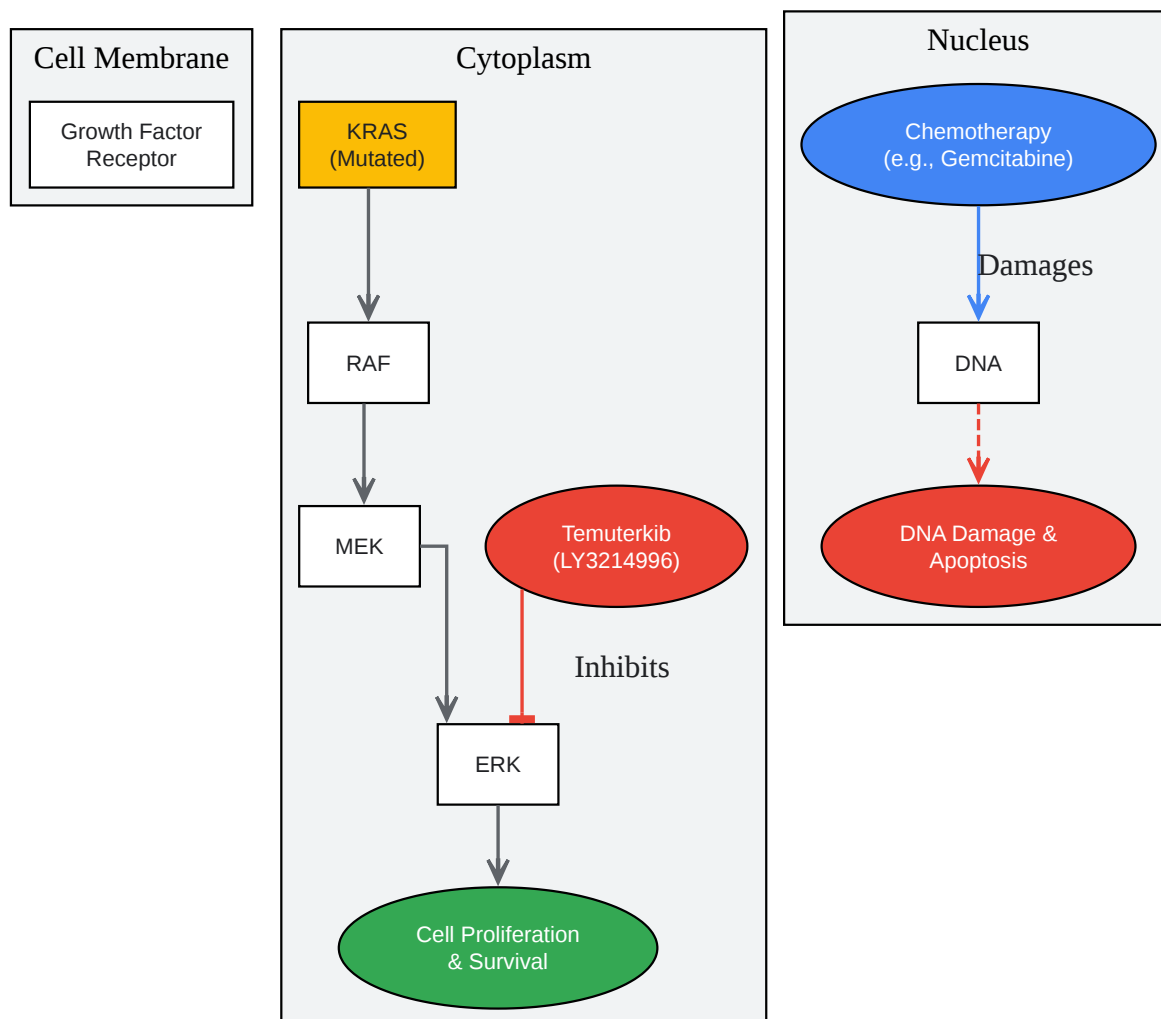 Cell Membrane
Growth Factor
Receptor
Cytoplasm
KRAS
(Mutated)
RAF
MEK
Temuterkib
(LY3214996)
Inhibits
ERK
Cell Proliferation
& Survival
Nucleus
Chemotherapy
(e.g., Gemcitabine)
Damages
DNA
DNA Damage &
Apoptosis